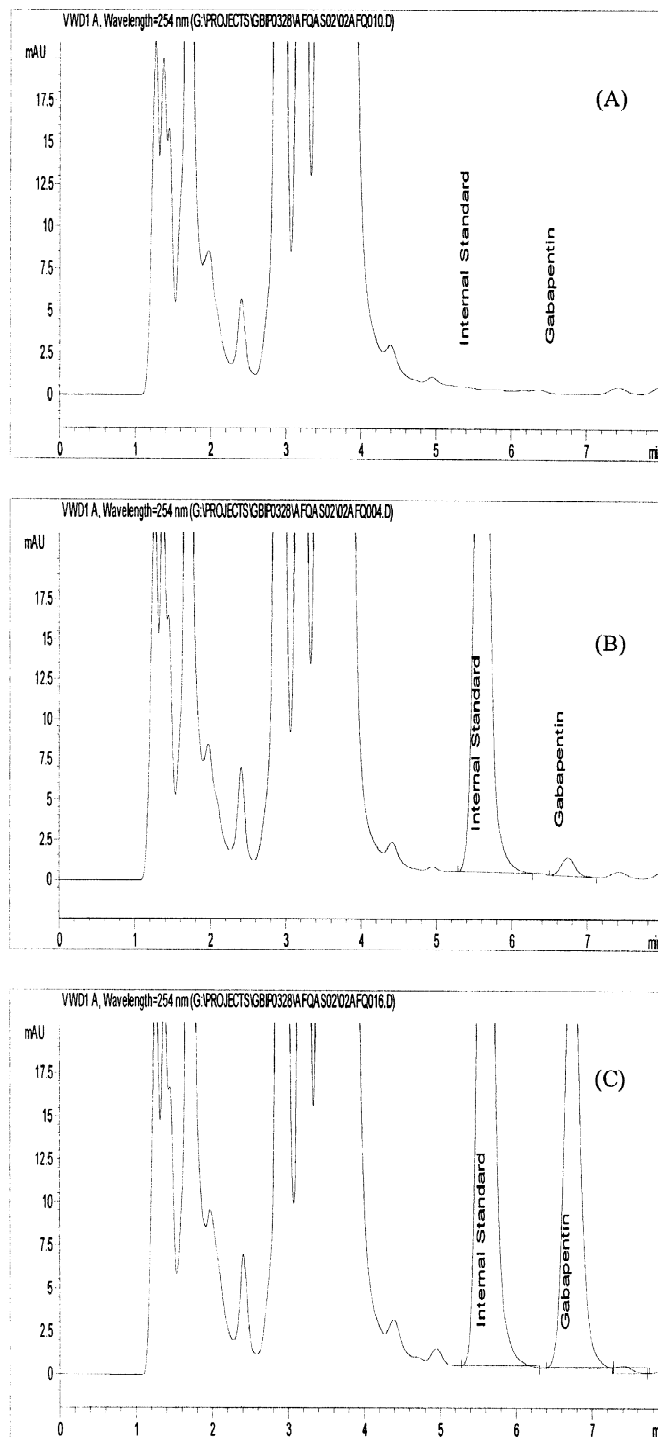 VWD1 A, Wavelength=254 nm (G:\PROJECTS\GBIP0328\AFQAS02\02AFQ010.D)
mAU
(A)
17.5
15
12.5
10
7.5
5
2.5
0
Internal Standard
Gabapentin
0 1 2 3 4 5 6 7 mi
VWD1 A, Wavelength=254 nm (G:\PROJECTS\GBIP0328\AFQAS02\02AFQ004.D)
mAU
(B)
17.5
15
12.5
10
7.5
5
2.5
0
Internal Standard
Gabapentin
0 1 2 3 4 5 6 7 mi
VWD1 A, Wavelength=254 nm (G:\PROJECTS\GBIP0328\AFQAS02\02AFQ016.D)
mAU
(C)
17.5
15
12.5
10
7.5
5
2.5
0
Internal Standard
Gabapentin
0 1 2 3 4 5 6 7 mi